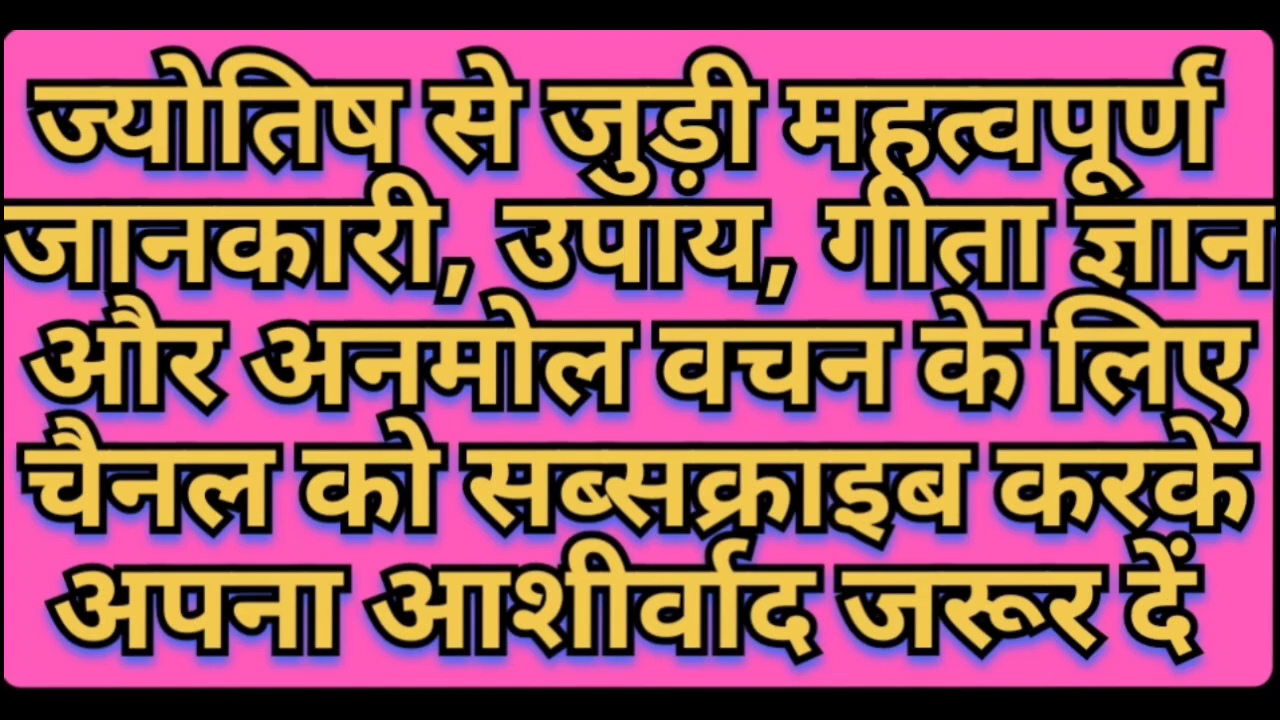 ज्योतिष से जुड़ी महत्वपूर्ण
जानकारी, उपाय, गीता ज्ञान
और अनमोल वचन के लिए
चैनल को सब्सक्राइब करके
अपना आशीर्वाद जरूर दें